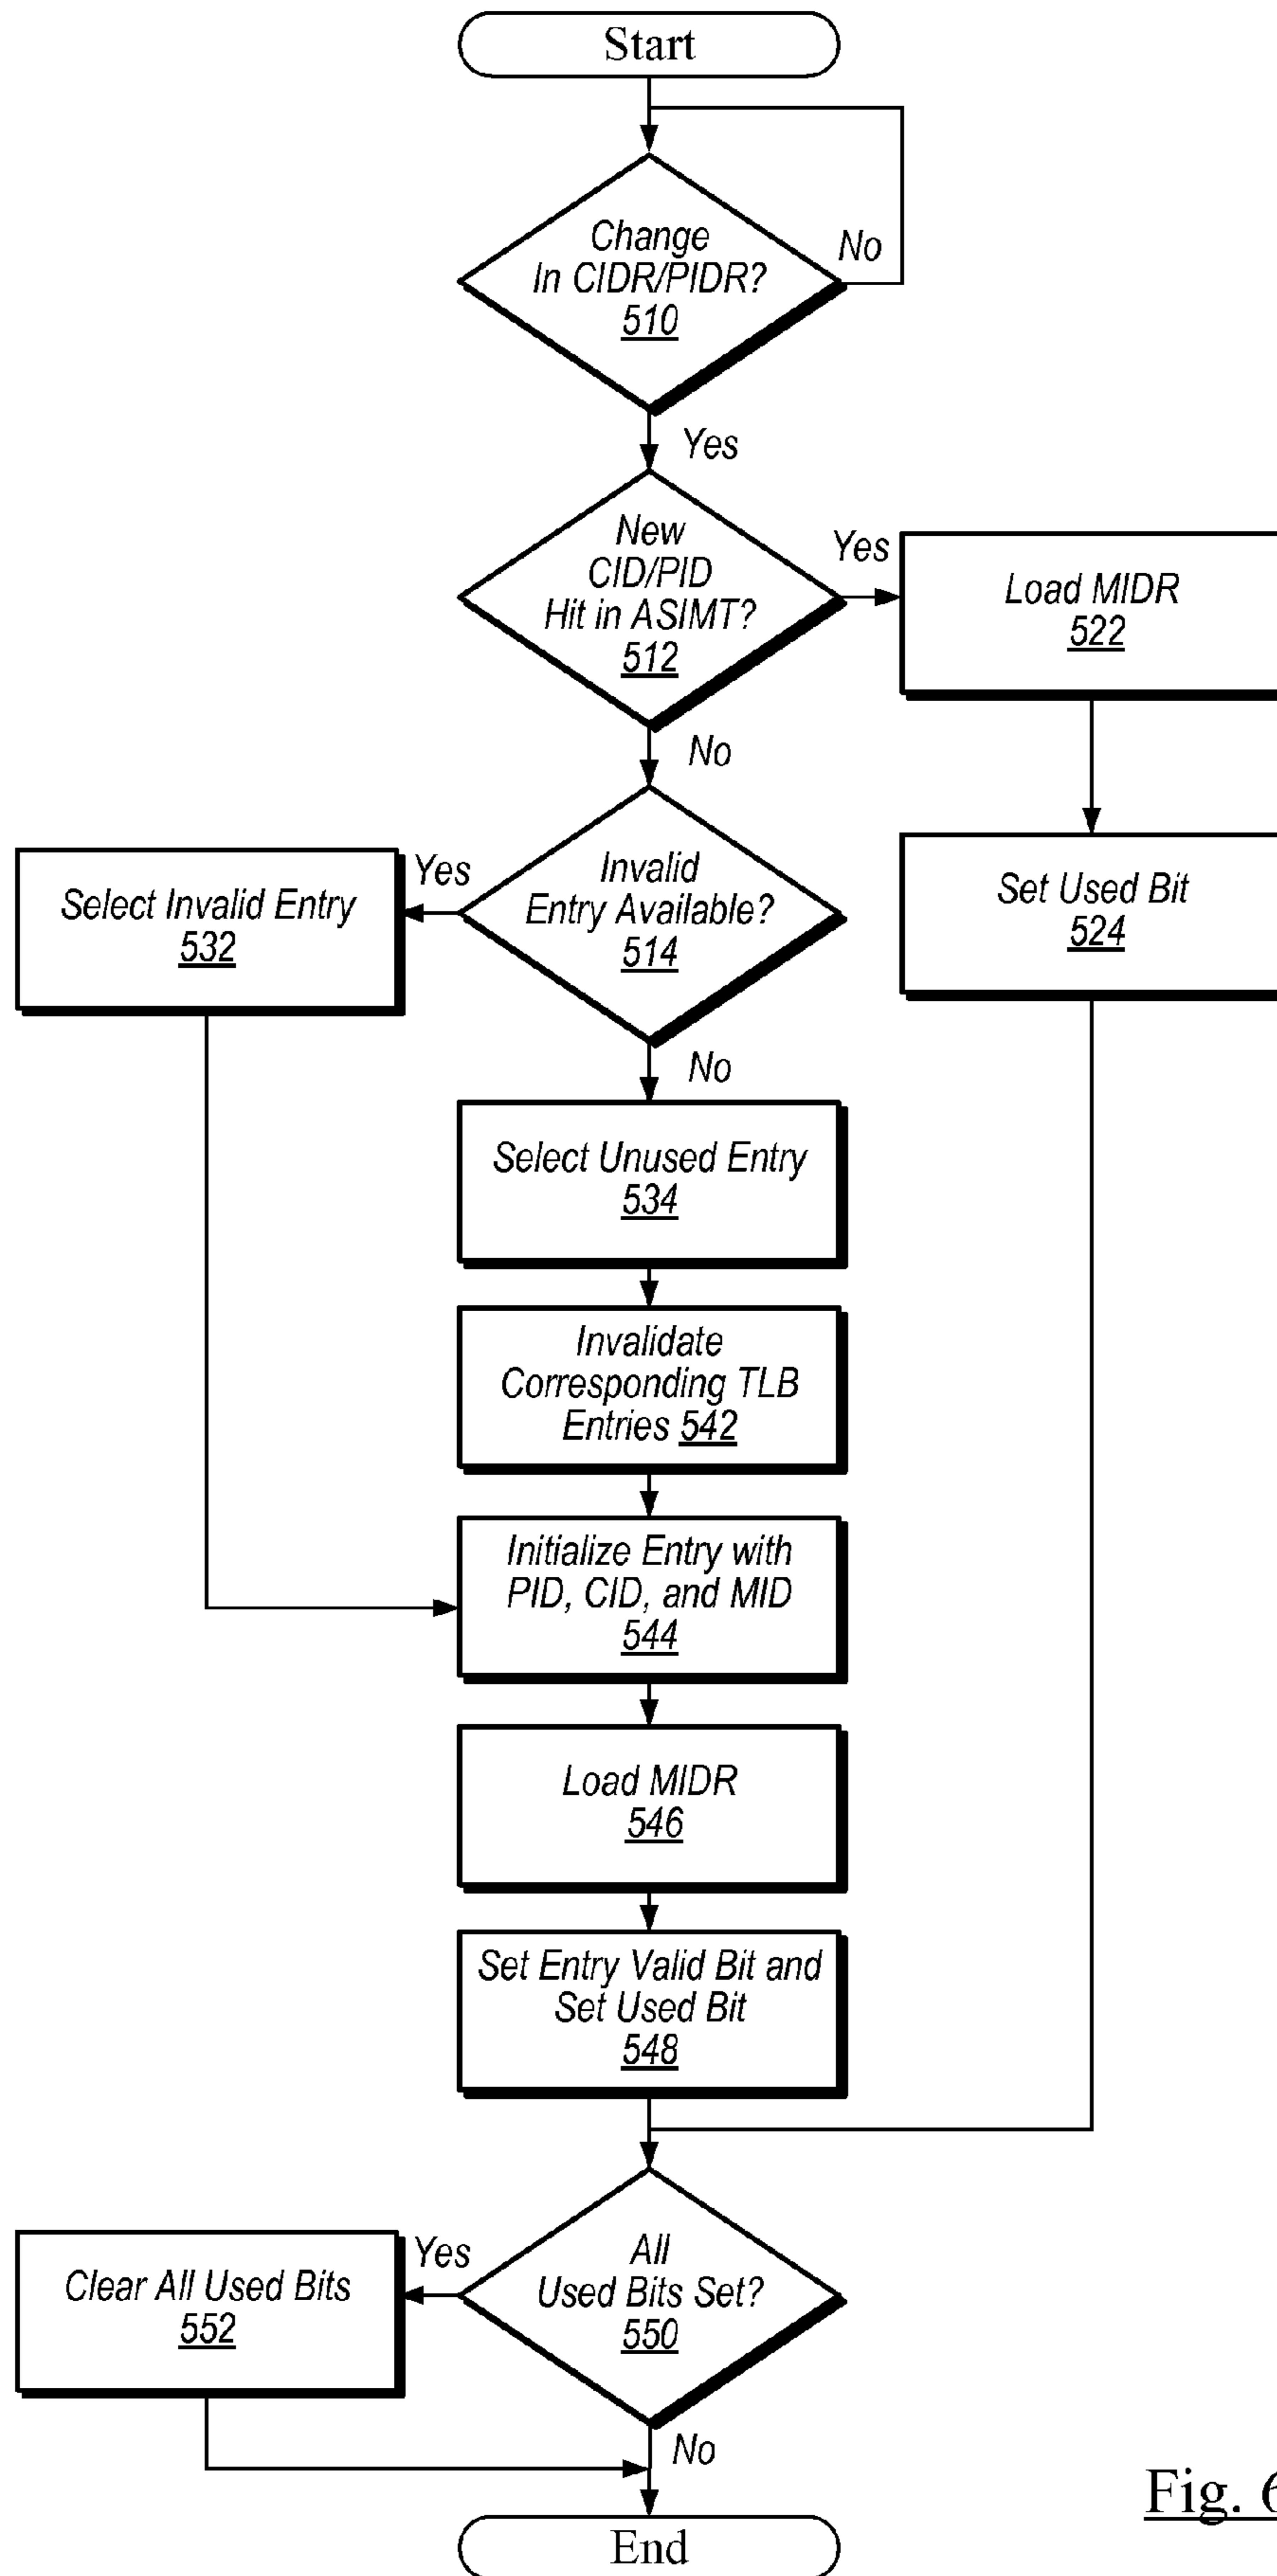 Start
Change
In CIDR/PIDR?
510
No
Yes
New
CID/PID
Hit in ASIMT?
512
Yes
Load MIDR
522
No
Invalid
Entry Available?
514
Yes
Select Invalid Entry
532
Set Used Bit
524
No
Select Unused Entry
534
Invalidate
Corresponding TLB
Entries 542
Initialize Entry with
PID, CID, and MID
544
Load MIDR
546
Set Entry Valid Bit and
Set Used Bit
548
All
Used Bits Set?
550
Yes
Clear All Used Bits
552
No
Fig. 6
End